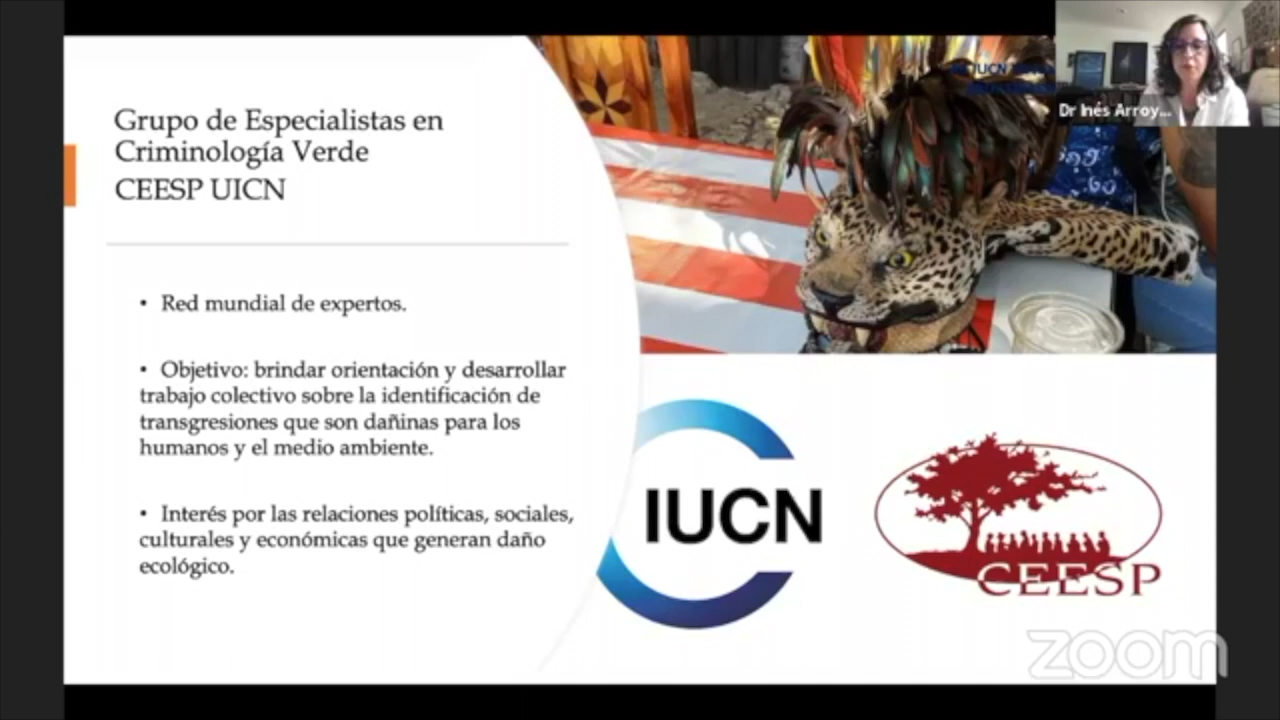 Grupo de Especialistas en
Criminología Verde
CEESP UICN
• Red mundial de expertos.
• Objetivo: brindar orientación y desarrollar
trabajo colectivo sobre la identificación de
transgresiones que son dañinas para los
humanos y el medio ambiente.
• Interés por las relaciones políticas, sociales,
culturales y económicas que generan daño
ecológico.
IUCN
Dr Inés Arroy...
IUCN
CEESP
zoom